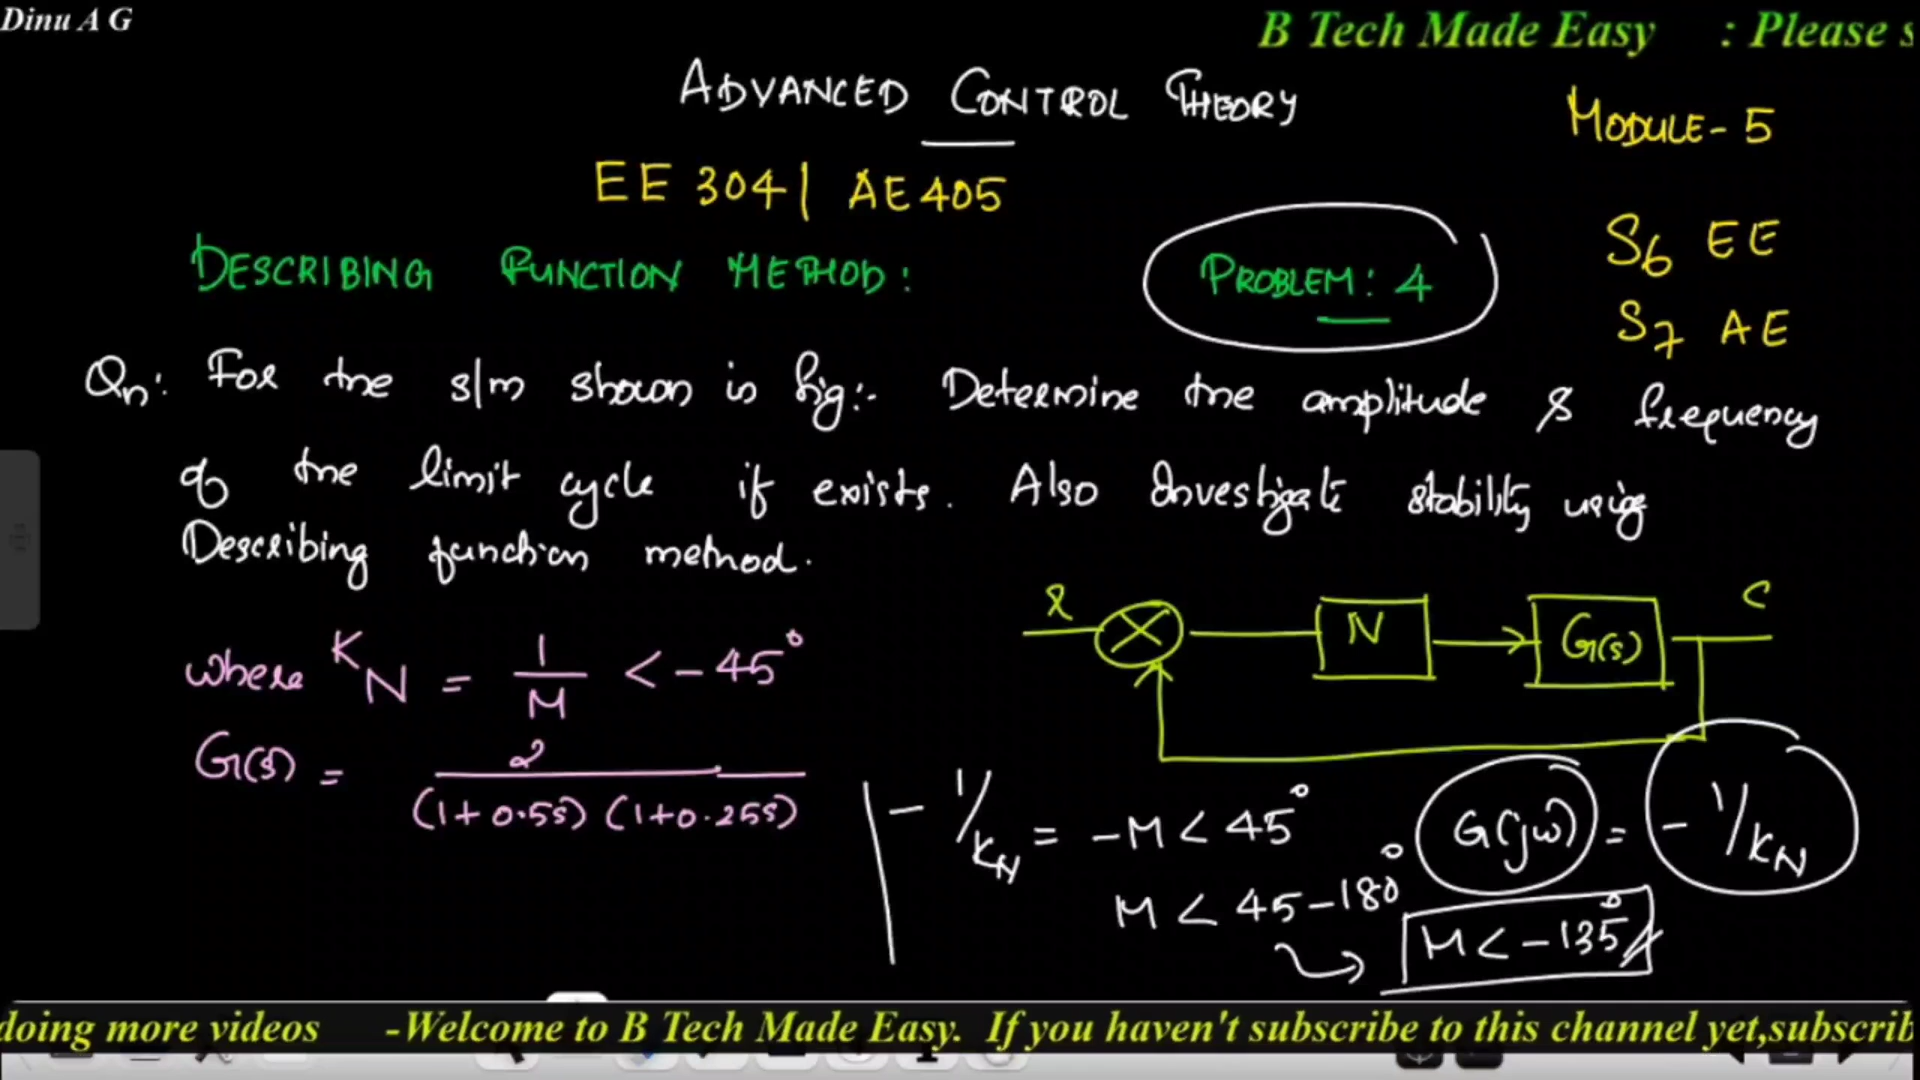 Dinu A G
B Tech Made Easy : Please s
ADVANCED CONTROL THEORY
MODULE - 5
EE 304 | AE 405
S6 EE
DESCRIBING FUNCTION METHOD :
PROBLEM : 4
S7 AE
Qn: For the s/m shown in fig:- Determine the amplitude & frequency
of the limit cycle if exists. Also Investigate stability using
Describing function method.
r N G(s) C
where KN = 1/M < -45°
G(s) = 2/(1+0.5s) (1+0.25s)
- 1/KN = -M < 45°
M < 45 - 180°
M < -135°
G(jω) = - 1/KN
doing more videos -Welcome to B Tech Made Easy. If you haven't subscribe to this channel yet,subscrib